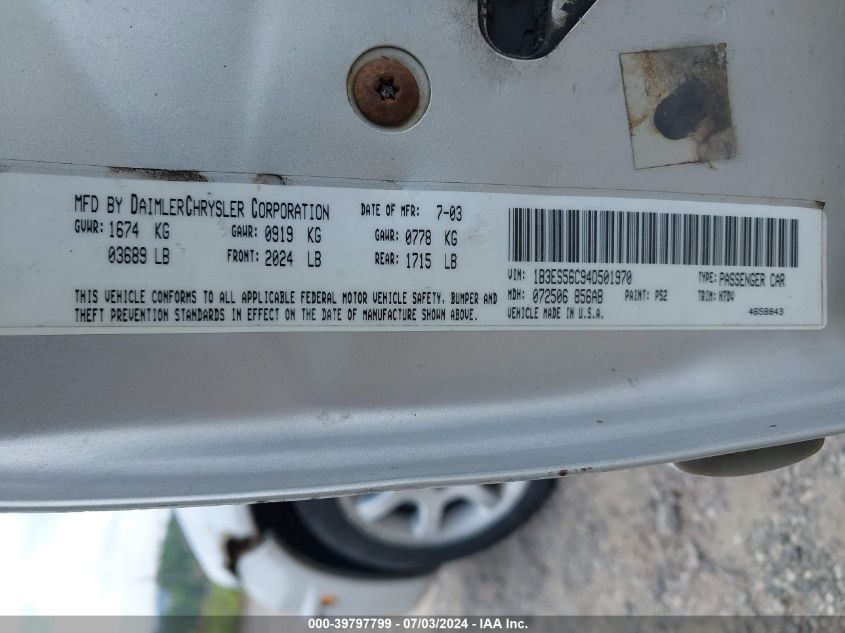 MFD BY DAIMLERCHRYSLER CORPORATION DATE OF MFR: 7-03
GVWR: 1674 KG GAWR: 0919 KG GAWR: 0778 KG
03689 LB FRONT: 2024 LB REAR: 1715 LB
THIS VEHICLE CONFORMS TO ALL APPLICABLE FEDERAL MOTOR VEHICLE SAFETY, BUMPER AND
THEFT PREVENTION STANDARDS IN EFFECT ON THE DATE OF MANUFACTURE SHOWN ABOVE.
VIN: 1B3ES56C94D501970 TYPE: PASSENGER CAR
MDH: 072506 856AB PAINT: PS2 TRIM: H7DV
VEHICLE MADE IN U.S.A. 4658843
000-39797799 - 07/03/2024 - IAA Inc.